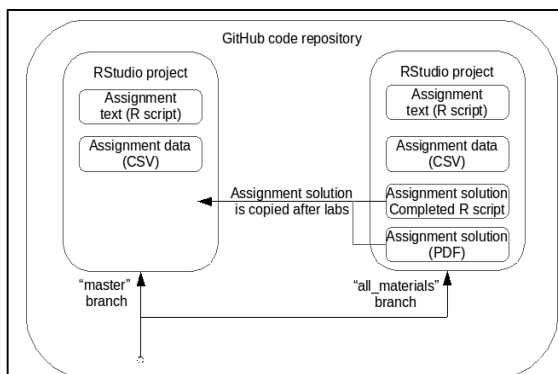 GitHub code repository
RStudio project
Assignment
text (R script)
Assignment data
(CSV)
RStudio project
Assignment
text (R script)
Assignment data
(CSV)
Assignment solution
Completed R script
Assignment solution
(PDF)
Assignment solution
is copied after labs
“master”
branch
“all_materials”
branch